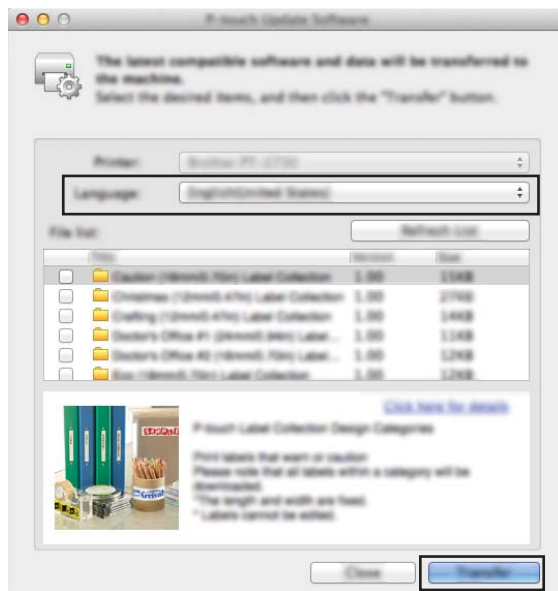 P-touch Update Software
The latest compatible software and data will be transferred to
the machine.
Select the desired items, and then click the "Transfer" button.
Printer: Brother PT-2730
Language: English(United States)
File list: Refresh List
Title Version Size
Caution (18mm/0.70in) Label Collection 1.00 15KB
Christmas (12mm/0.47in) Label Collection 1.00 27KB
Crafting (12mm/0.47in) Label Collection 1.00 14KB
Doctor's Office #1 (24mm/0.94in) Label... 1.00 11KB
Doctor's Office #2 (18mm/0.70in) Label... 1.00 12KB
Eco (18mm/0.70in) Label Collection 1.00 12KB
Click here for details
P-touch Label Collection Design Categories
Print labels that warn or caution
Please note that all labels within a category will be
downloaded.
*The length and width are fixed.
* Labels cannot be edited.
Close Transfer